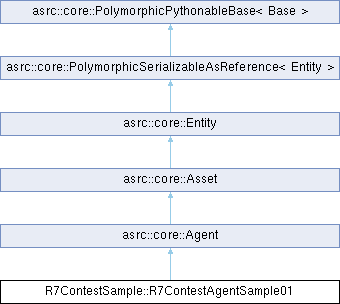 asrc::core::PolymorphicPythonableBase< Base >
asrc::core::PolymorphicSerializableAsReference< Entity >
asrc::core::Entity
asrc::core::Asset
asrc::core::Agent
R7ContestSample::R7ContestAgentSample01